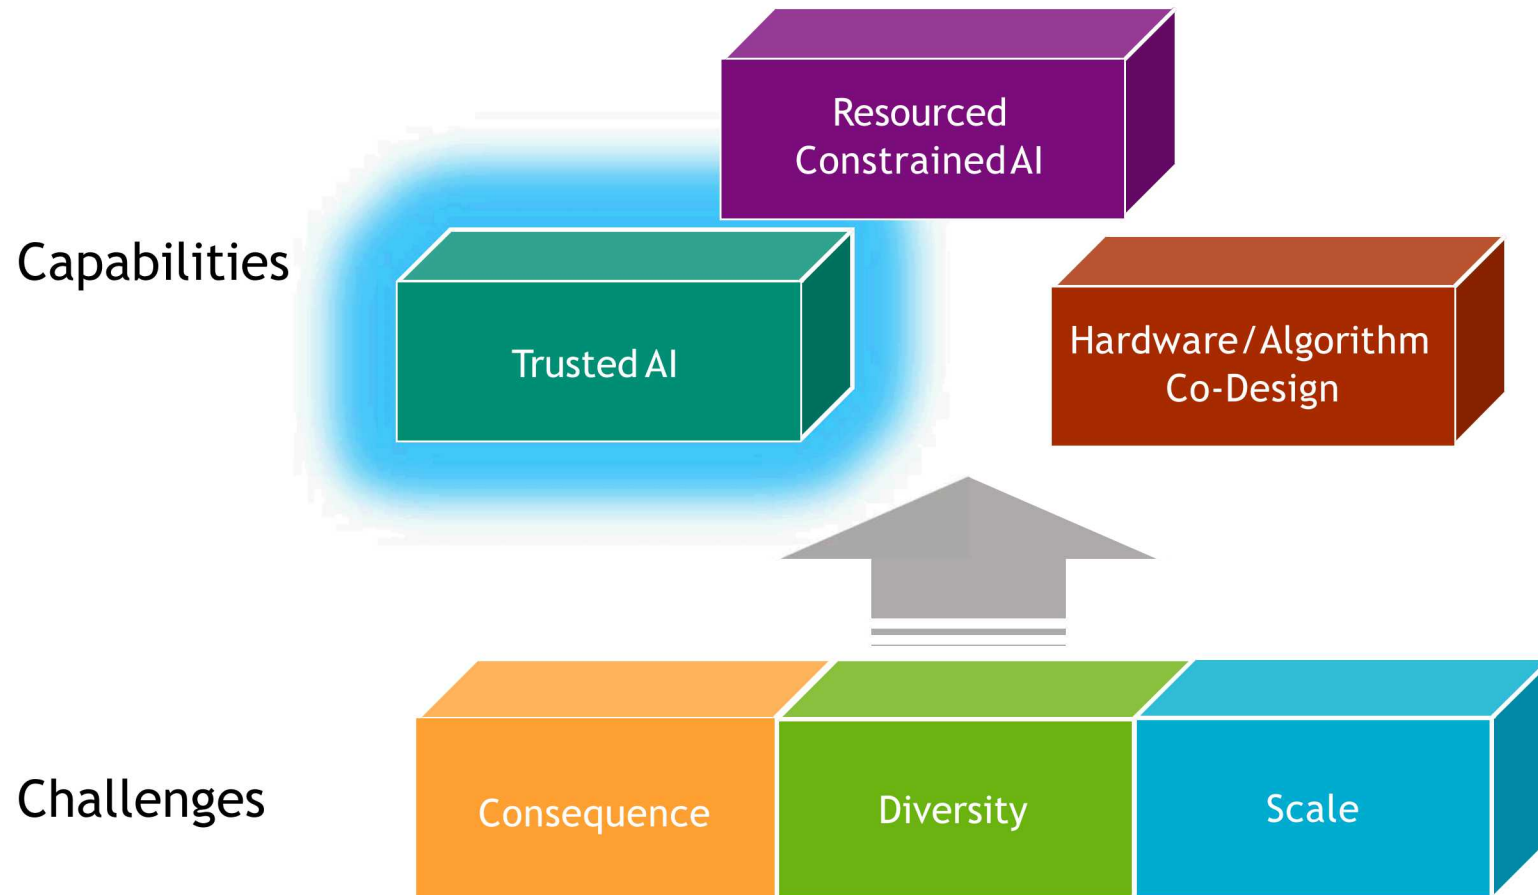 Resourced
Constrained AI
Capabilities
Trusted AI
Hardware/Algorithm
Co-Design
Challenges
Consequence
Diversity
Scale